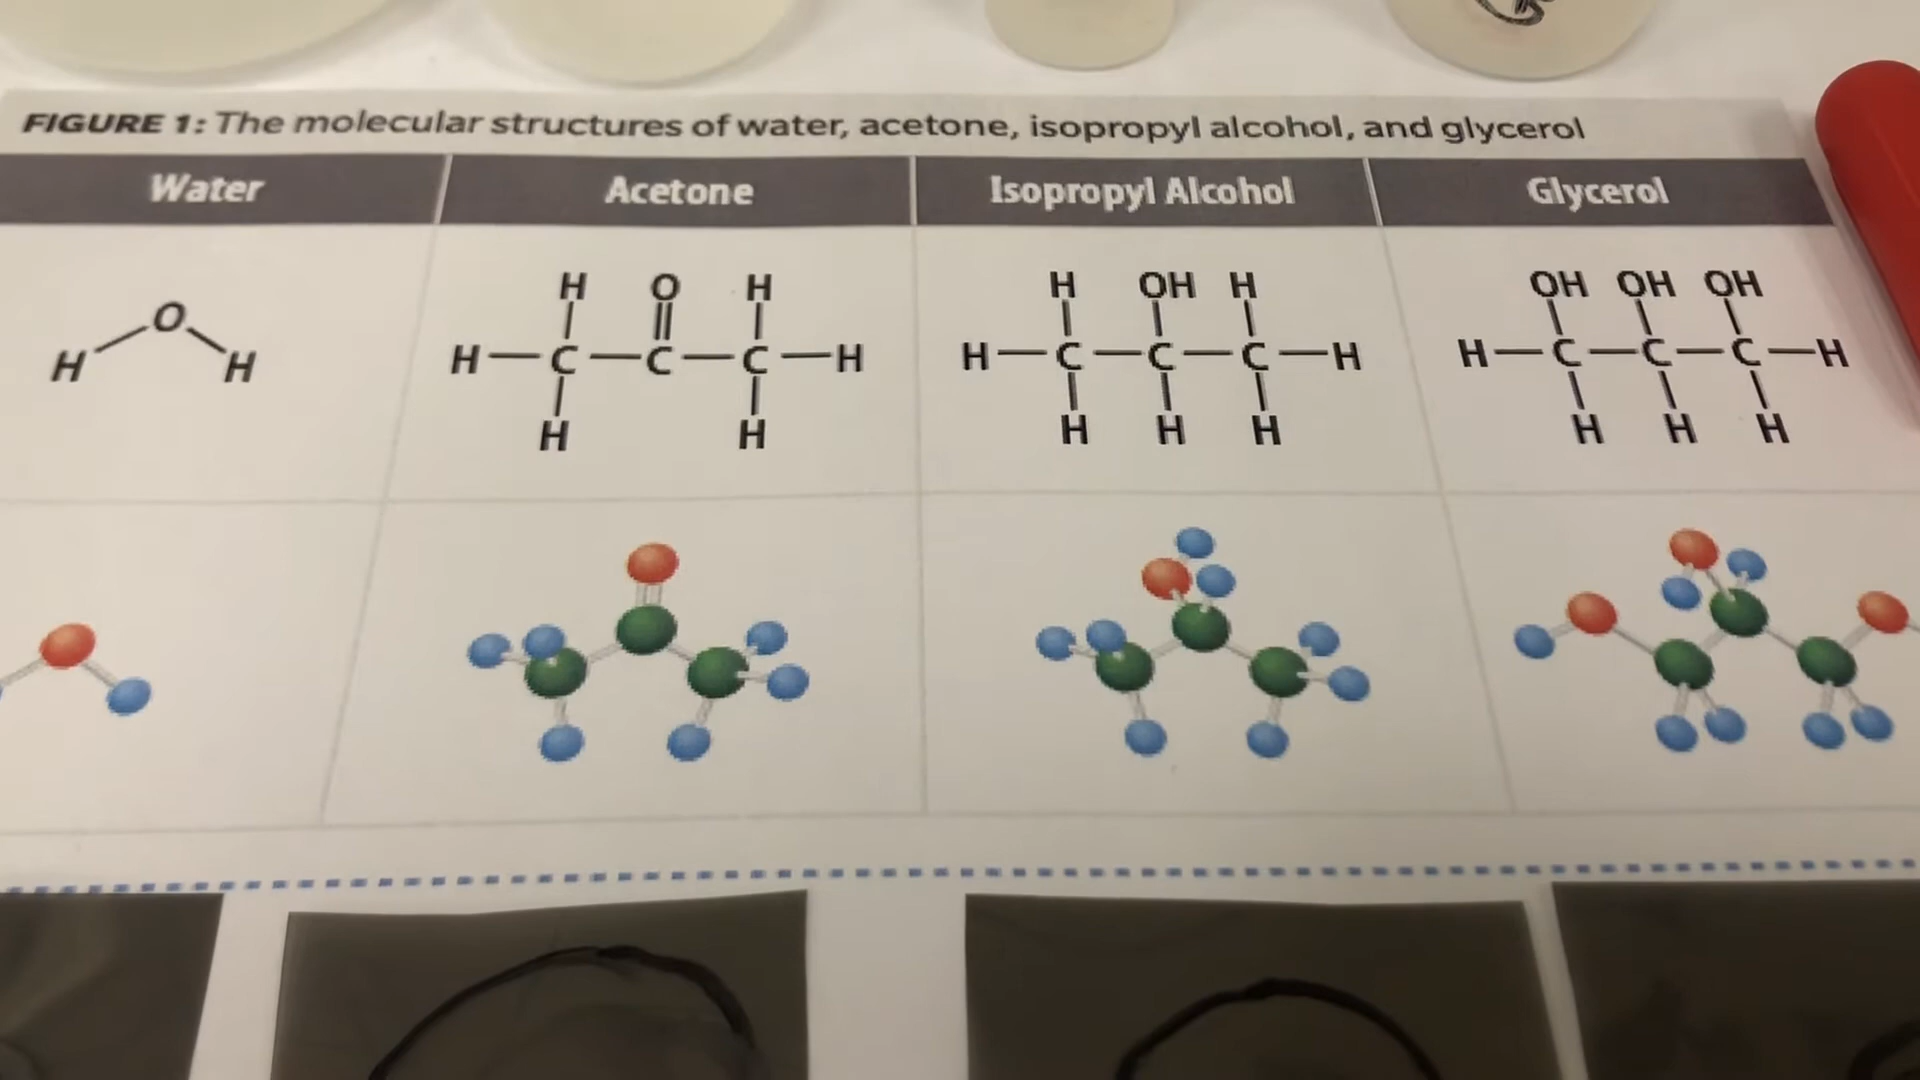 FIGURE 1: The molecular structures of water, acetone, isopropyl alcohol, and glycerol
Water Acetone Isopropyl Alcohol Glycerol
H O H H OH H OH OH OH
O
H H H C C C H H C C C H H C C C H
H H H H H H H H